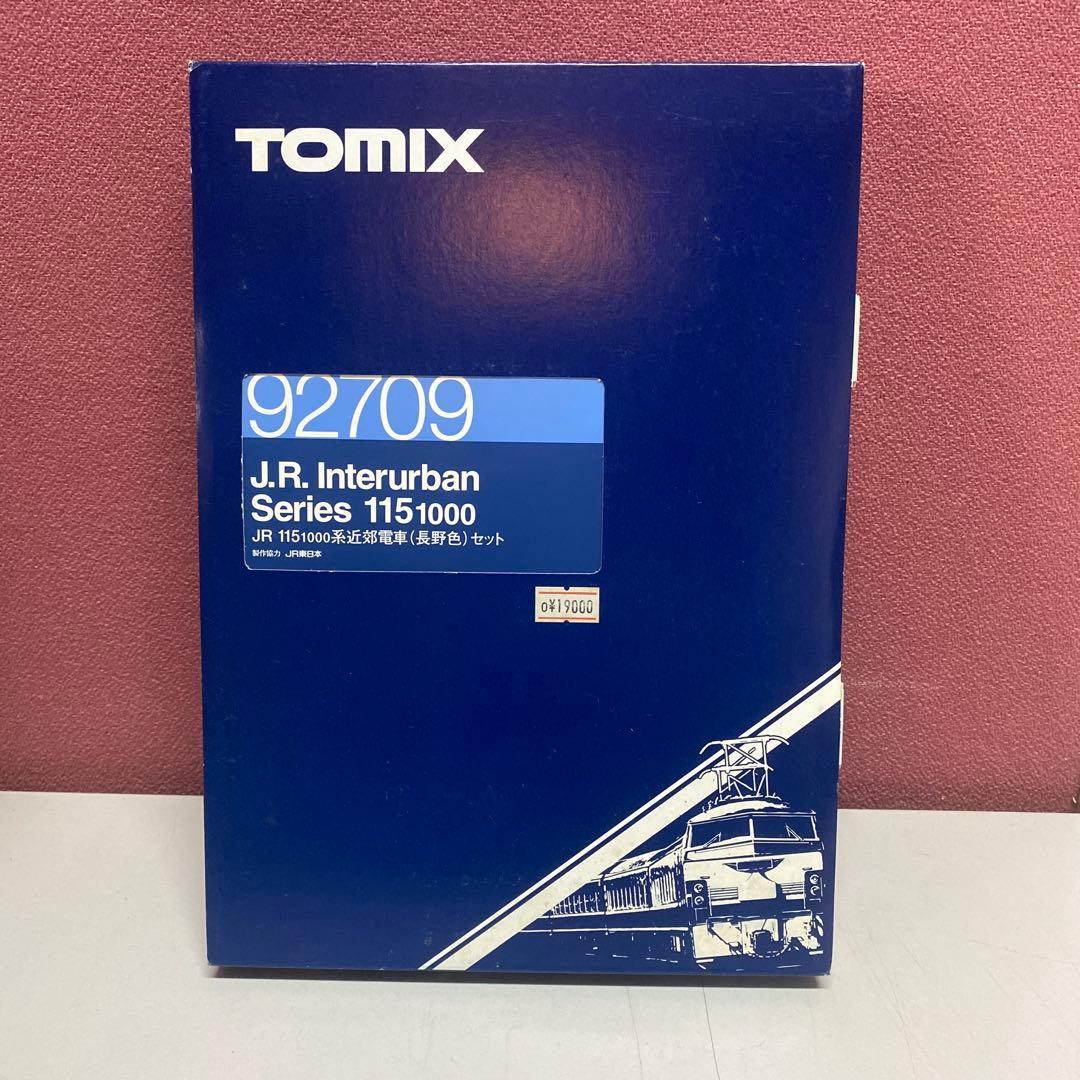 TOMIX
92709
J.R. Interurban
Series 1151000
JR 1151000系近郊電車(長野色)セット
製作協力 JR東日本
o¥19000